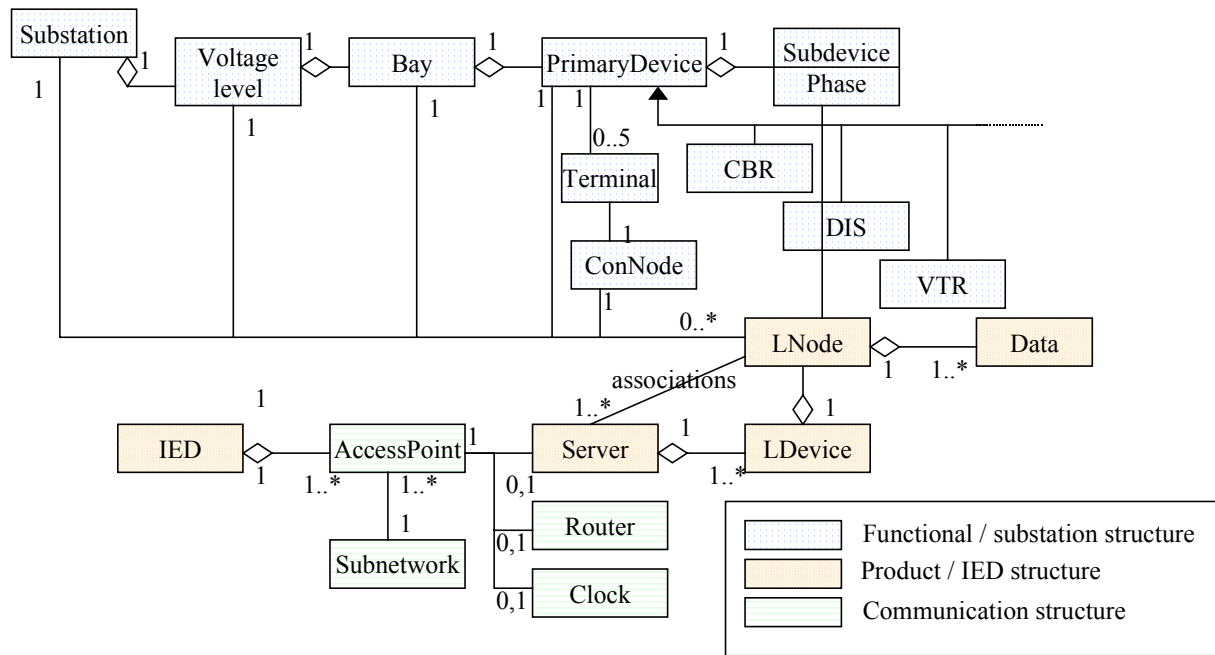 Substation
1
1
Voltage
level
1
1
Bay
1
1
PrimaryDevice
1
1
1
0..5
Subdevice
Phase
CBR
DIS
VTR
Terminal
1
ConNode
1
0..*
LNode
1
1..*
Data
associations
1..*
1
IED
1
1..*
AccessPoint
1
1..*
0,1
Server
1
1..*
LDevice
1
1
Subnetwork
0,1
Router
0,1
Clock
Functional / substation structure
Product / IED structure
Communication structure